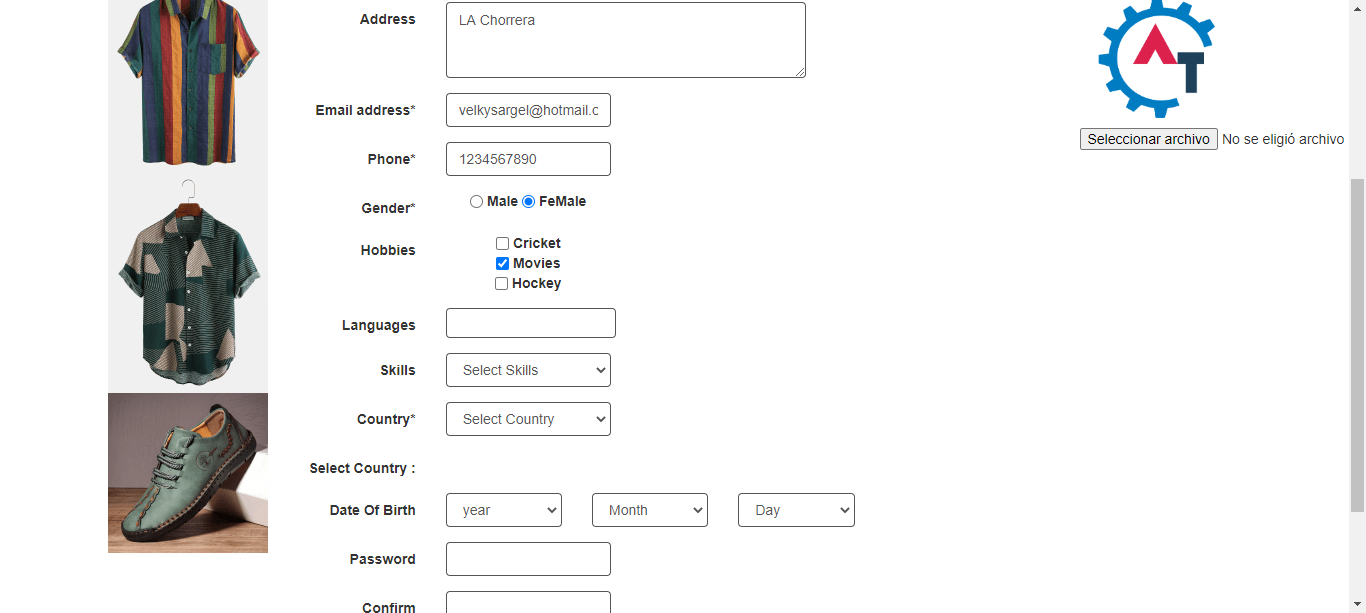 Address
LA Chorrera
Email address*
velkysargel@hotmail.c
Phone*
1234567890
Gender*
Male FeMale
Hobbies
Cricket
Movies
Hockey
Languages
Skills
Select Skills
Country*
Select Country
Select Country :
Date Of Birth
year Month Day
Password
Confirm
AT
Seleccionar archivo No se eligió archivo